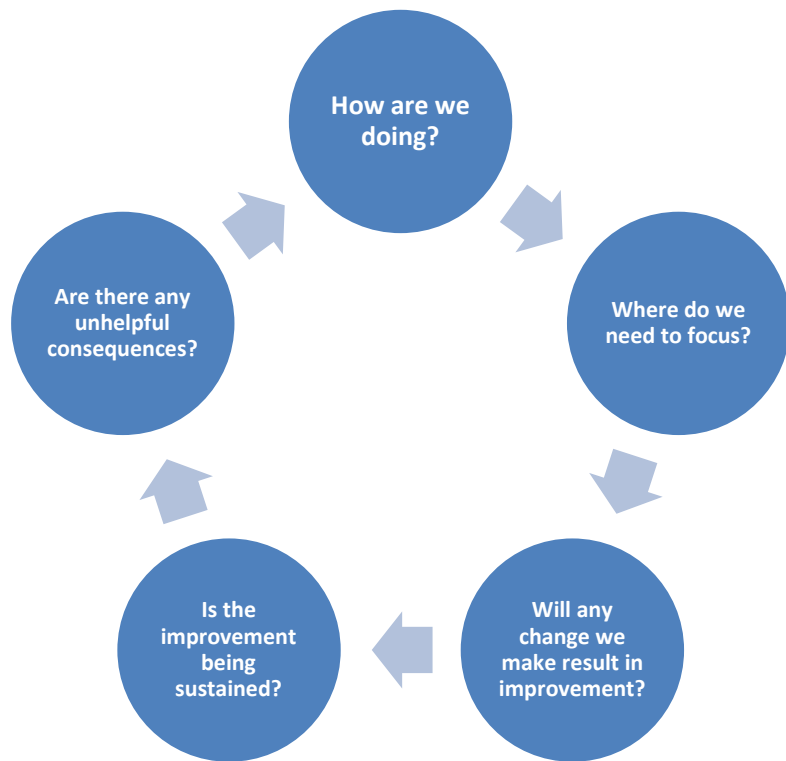 How are we
doing?
Where do we
need to focus?
Will any
change we
make result in
improvement?
Is the
improvement
being
sustained?
Are there any
unhelpful
consequences?